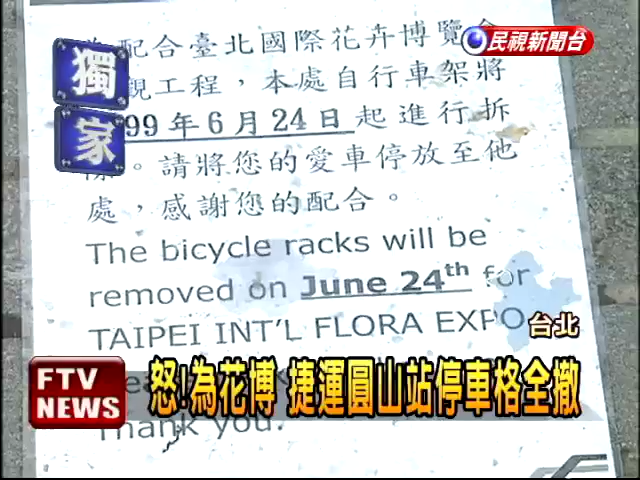 民視新聞台
獨家
配合臺北國際花卉博覽會
觀工程，本處自行車架將
99年6月24日起進行拆
。請將您的愛車停放至他
處，感謝您的配合。
The bicycle racks will be
removed on June 24th for
TAIPEI INT'L FLORA EXPO
台北
Thank you.
FTV NEWS
怒!為花博 捷運圓山站停車格全撤